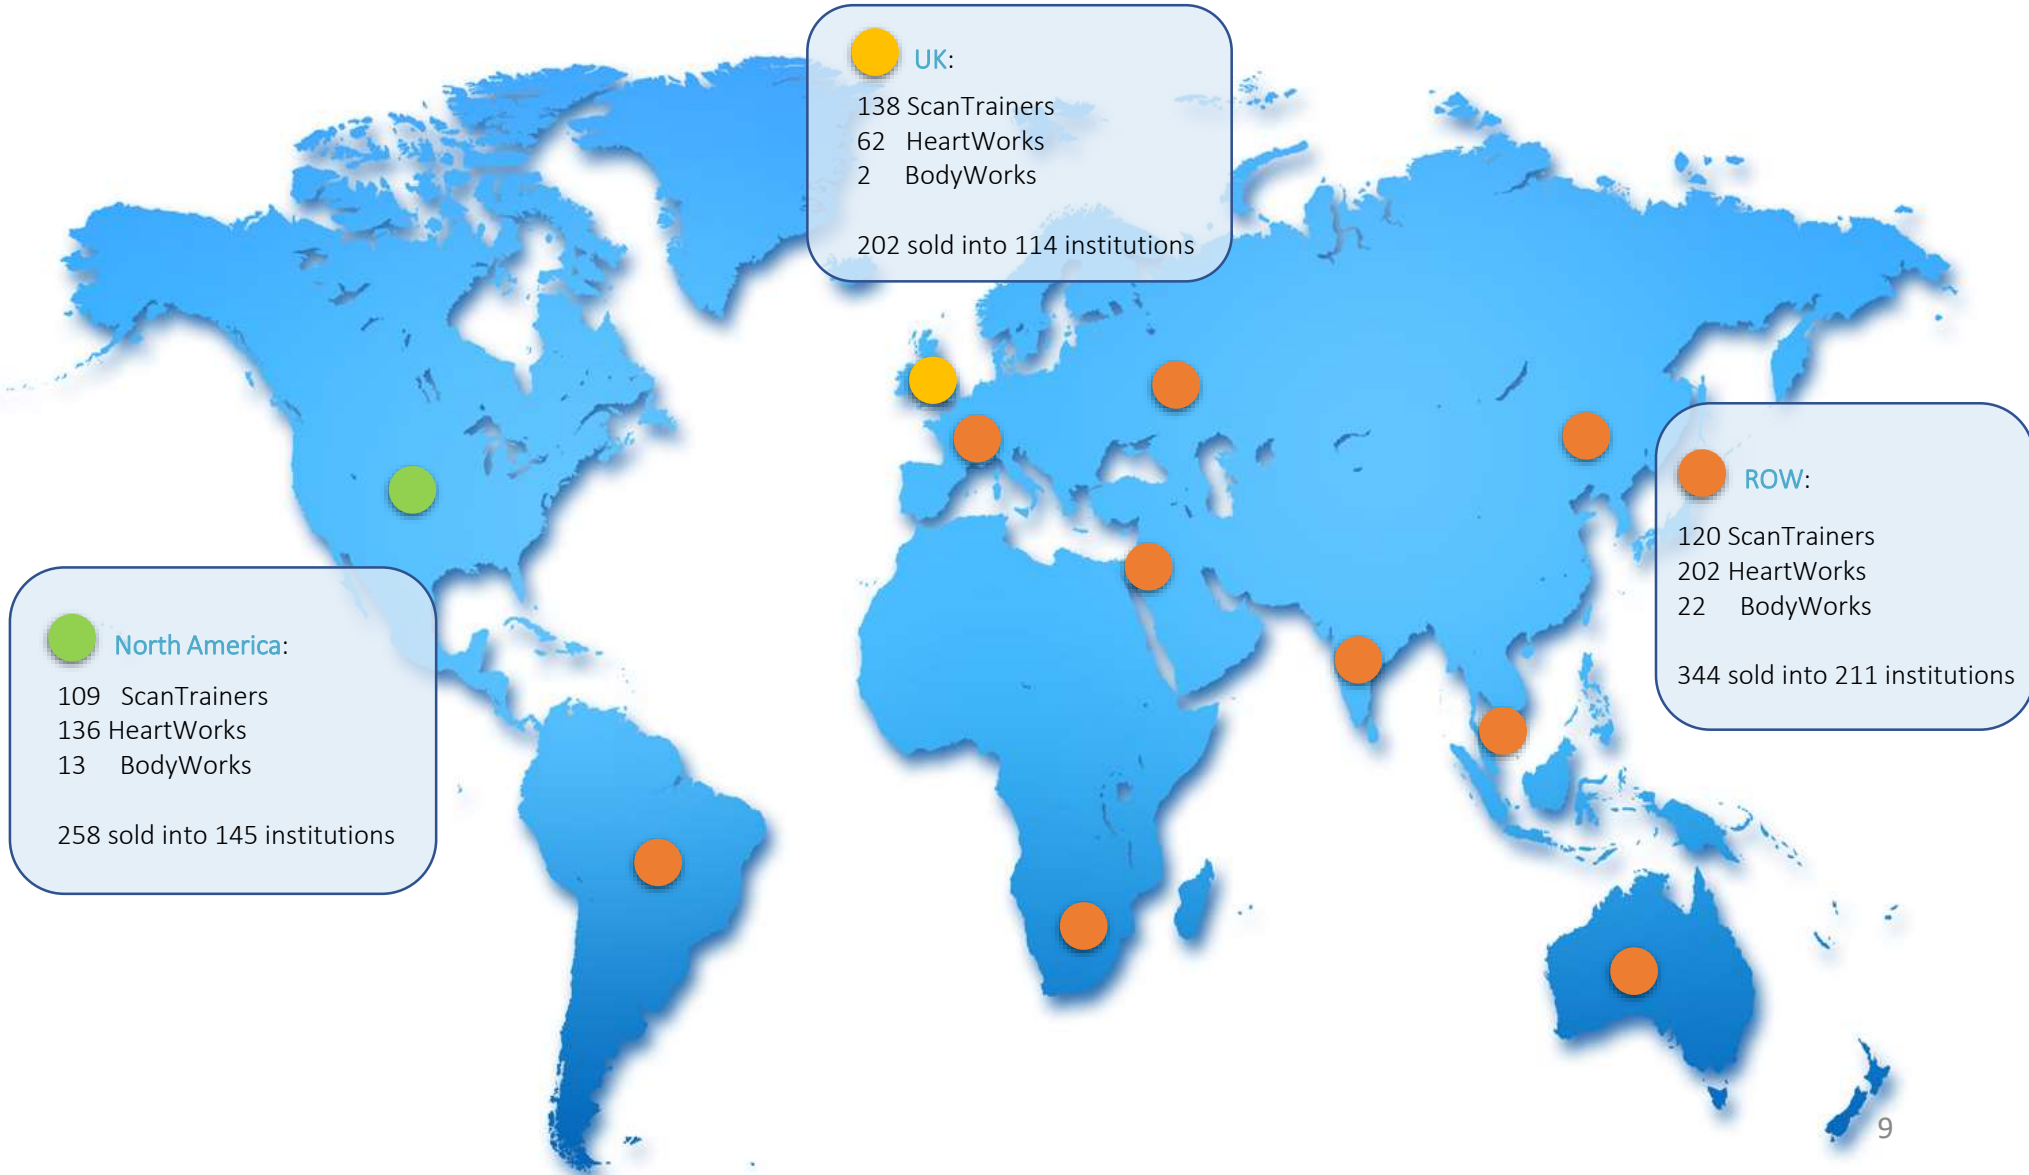 UK:
138 ScanTrainers
62 HeartWorks
2 BodyWorks
202 sold into 114 institutions
ROW:
120 ScanTrainers
202 HeartWorks
22 BodyWorks
344 sold into 211 institutions
North America:
109 ScanTrainers
136 HeartWorks
13 BodyWorks
258 sold into 145 institutions
9